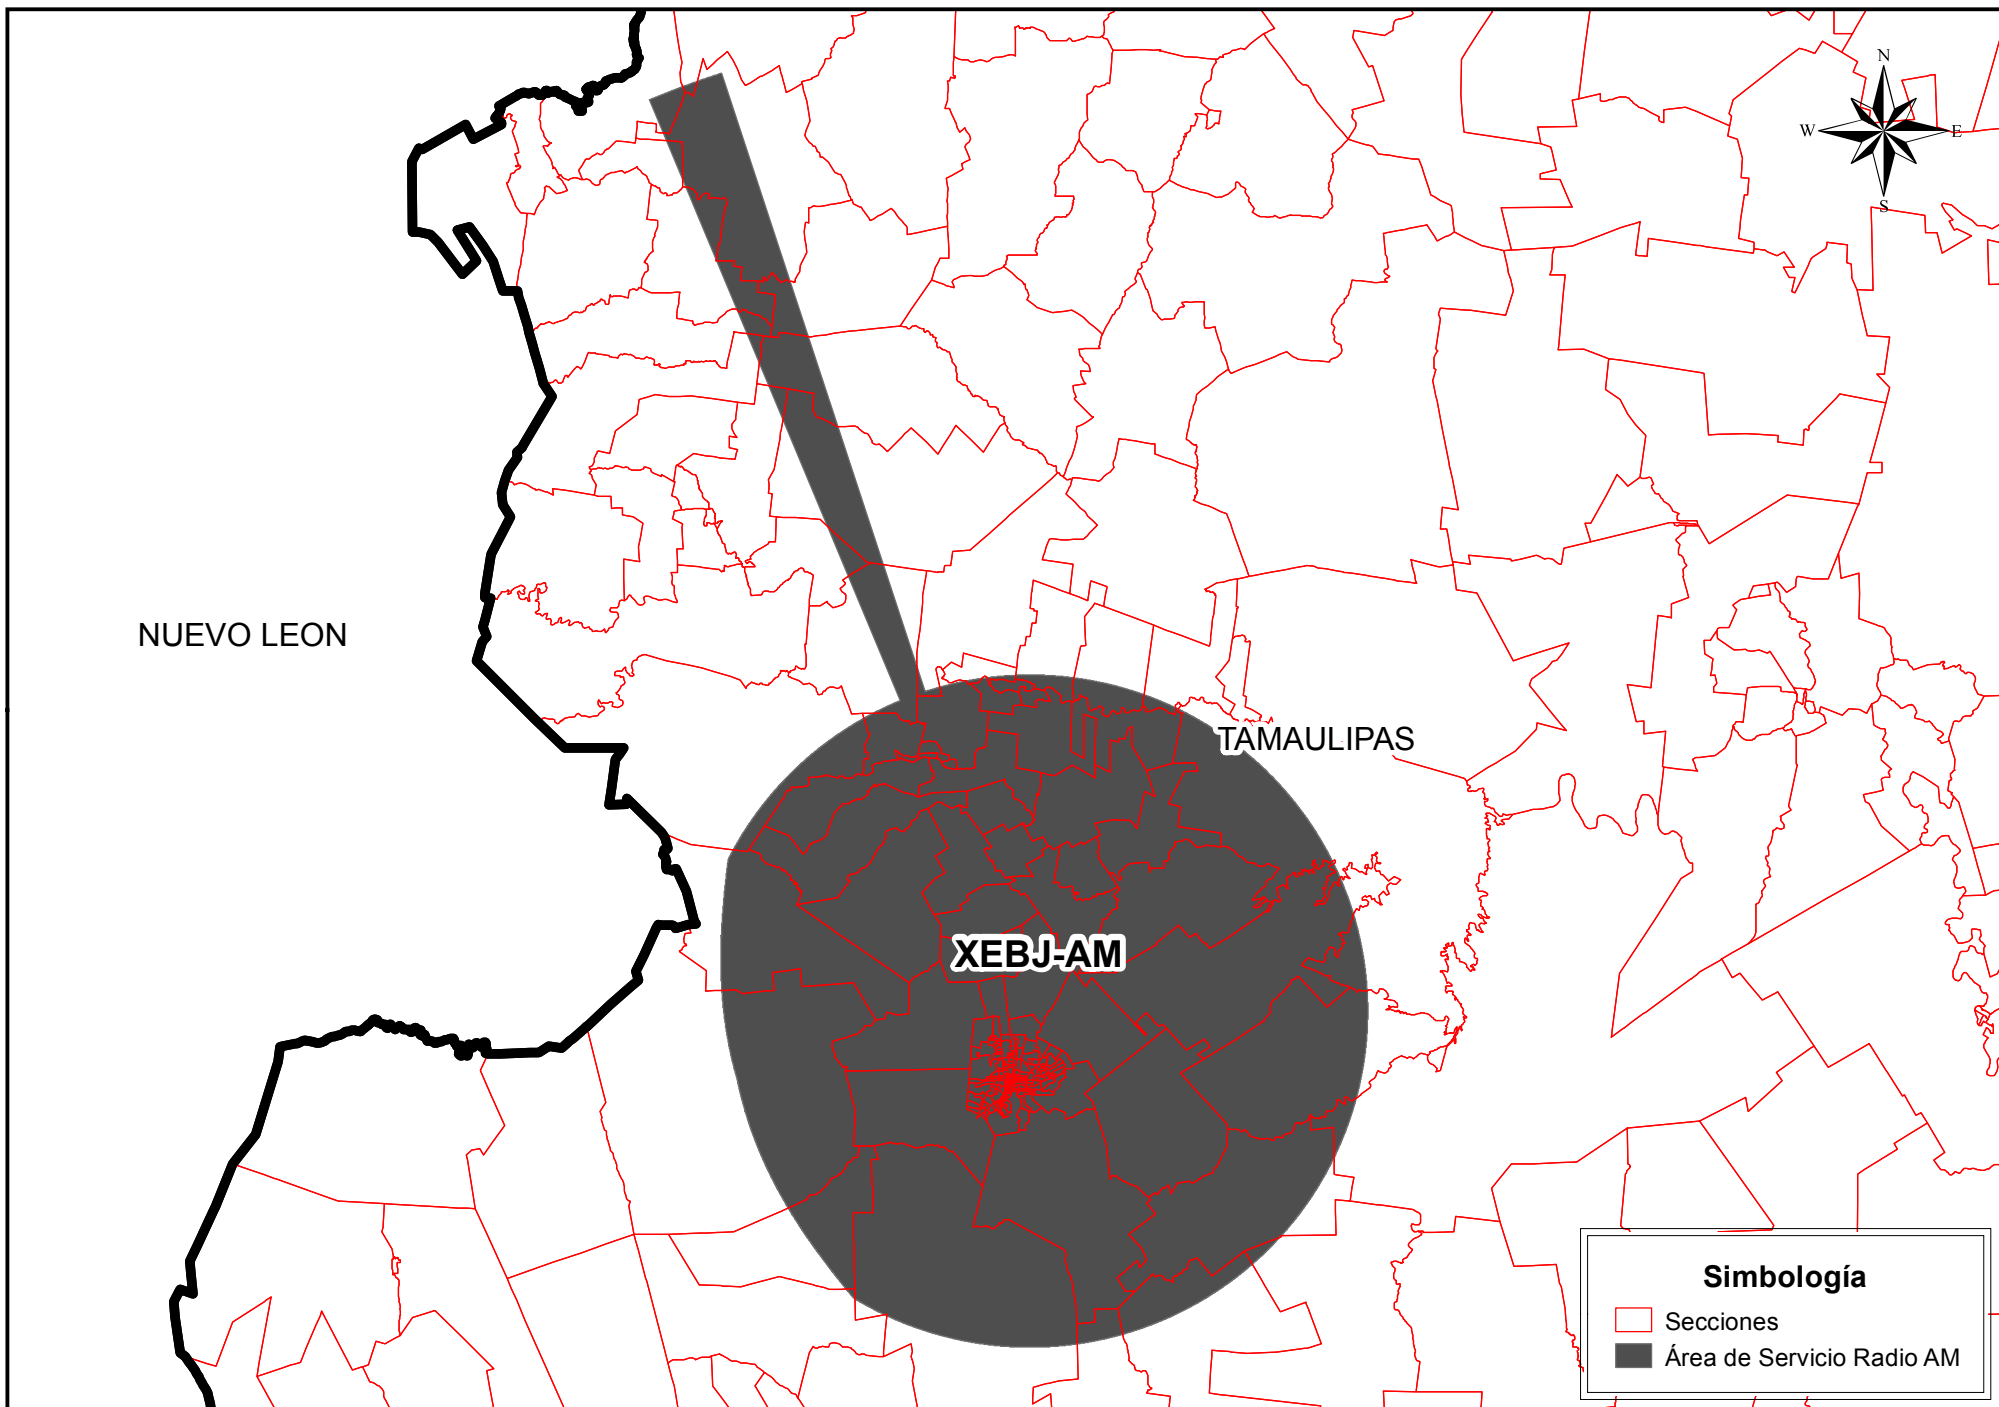 N
W E
S
NUEVO LEON
TAMAULIPAS
XEBJ-AM
Simbología
Secciones
Área de Servicio Radio AM